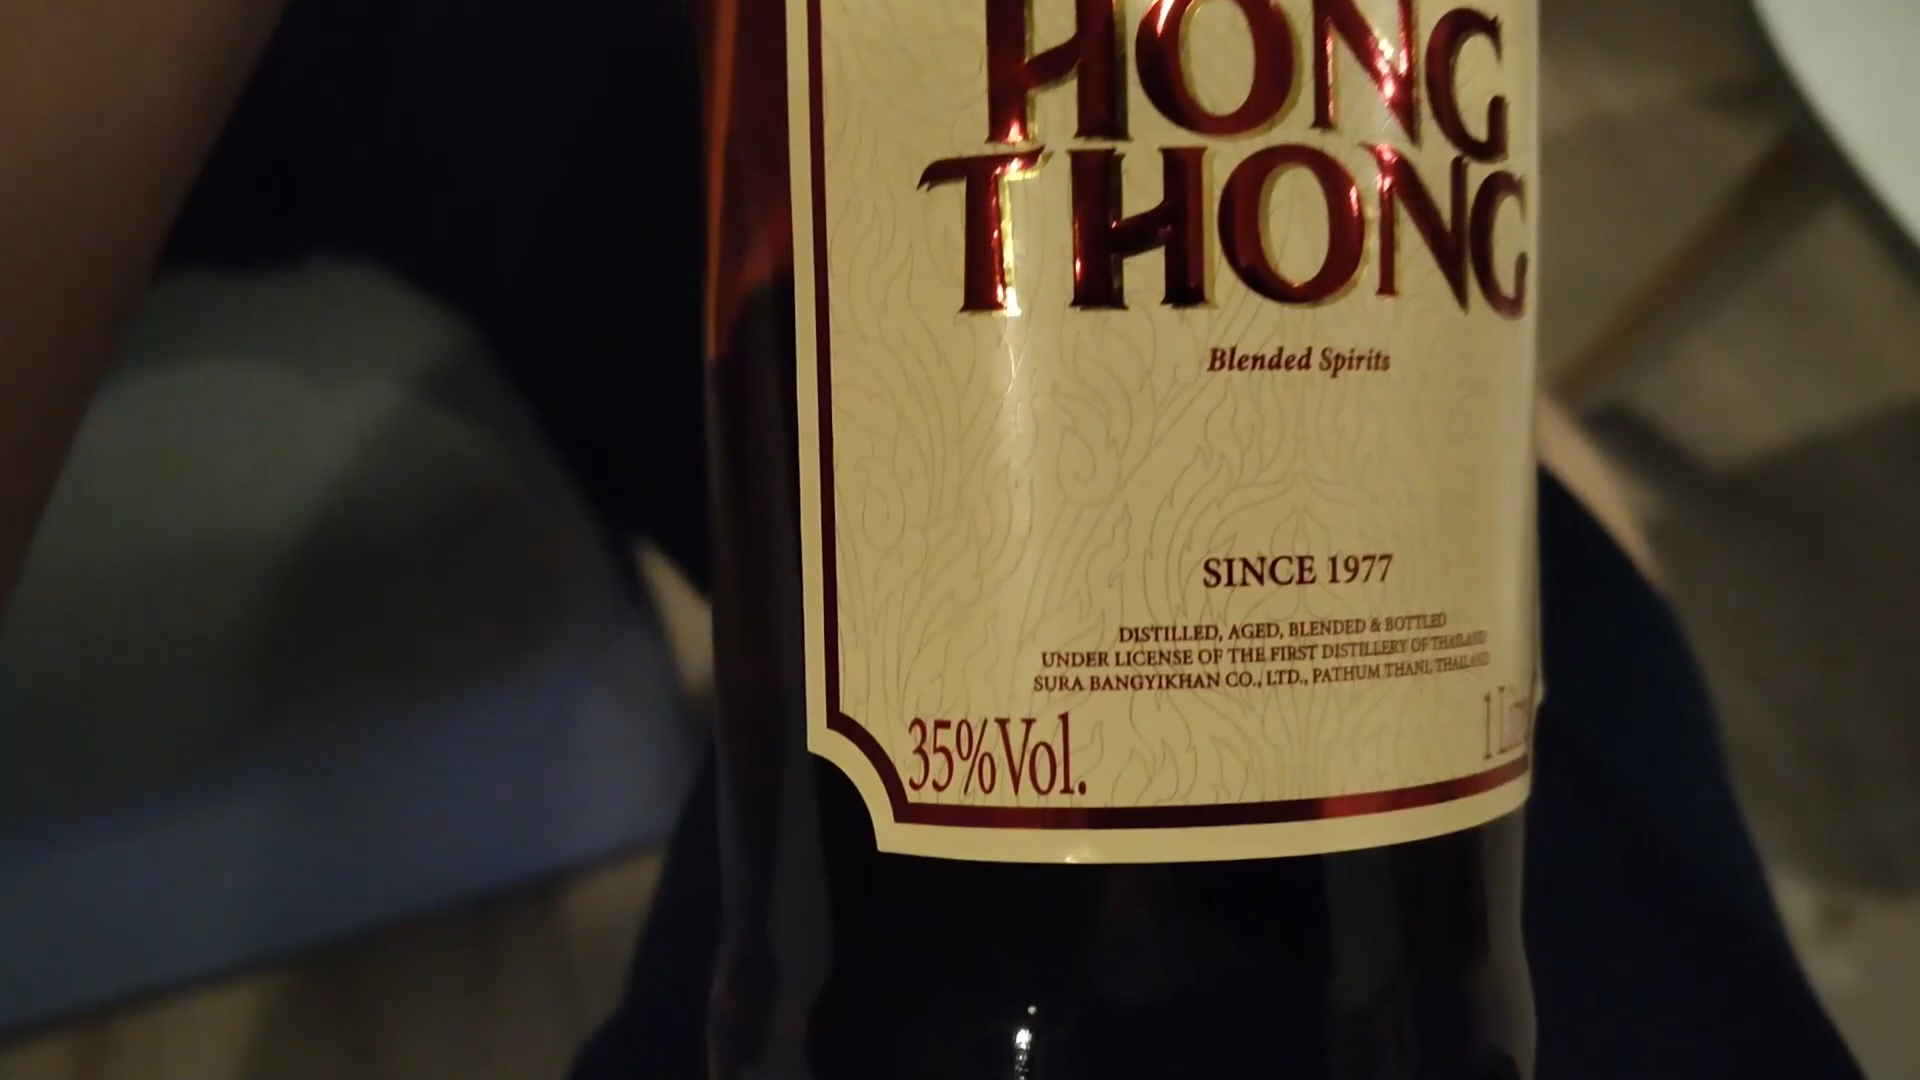 HONG
THONG
Blended Spirits
SINCE 1977
DISTILLED, AGED, BLENDED & BOTTLED
UNDER LICENSE OF THE FIRST DISTILLERY OF THAILAND
SURA BANGYIKHAN CO., LTD., PATHUM THANI, THAILAND
35%Vol.
1